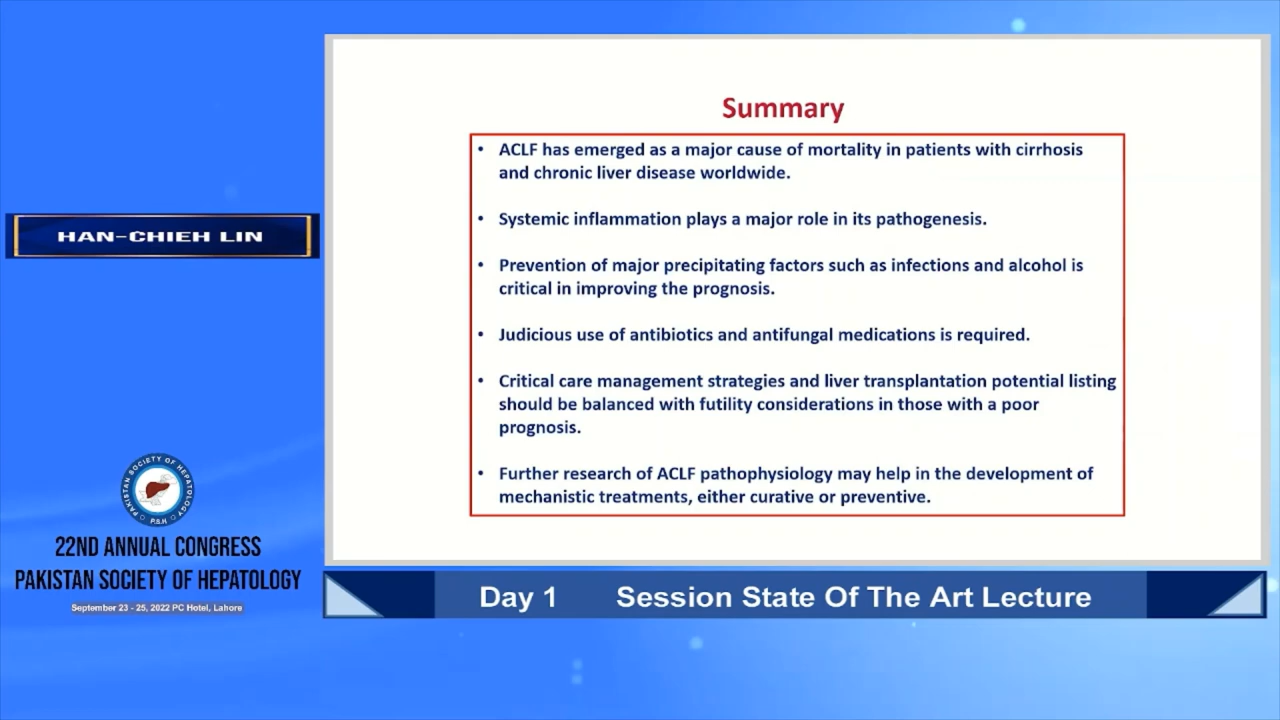 Summary
• ACLF has emerged as a major cause of mortality in patients with cirrhosis
and chronic liver disease worldwide.
• Systemic inflammation plays a major role in its pathogenesis.
• Prevention of major precipitating factors such as infections and alcohol is
critical in improving the prognosis.
• Judicious use of antibiotics and antifungal medications is required.
• Critical care management strategies and liver transplantation potential listing
should be balanced with futility considerations in those with a poor
prognosis.
• Further research of ACLF pathophysiology may help in the development of
mechanistic treatments, either curative or preventive.
HAN-CHIEH LIN
PAKISTAN SOCIETY OF HEPATOLOGY
P.S.H
22ND ANNUAL CONGRESS
PAKISTAN SOCIETY OF HEPATOLOGY
September 23 - 25, 2022 PC Hotel, Lahore
Day 1 Session State Of The Art Lecture